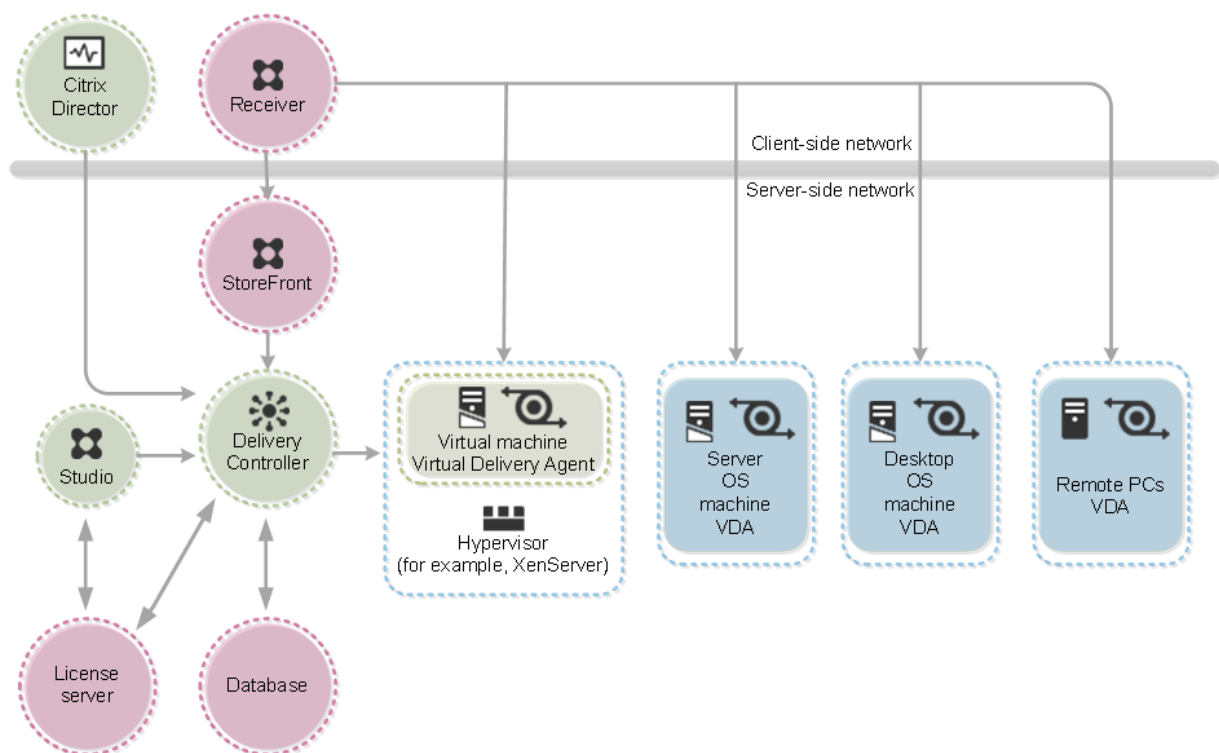 Citrix
Director
Receiver
Client-side network
Server-side network
StoreFront
Studio
Delivery
Controller
Virtual machine
Virtual Delivery Agent
Hypervisor
(for example, XenServer)
Server
OS
machine
VDA
Desktop
OS
machine
VDA
Remote PCs
VDA
License
server
Database